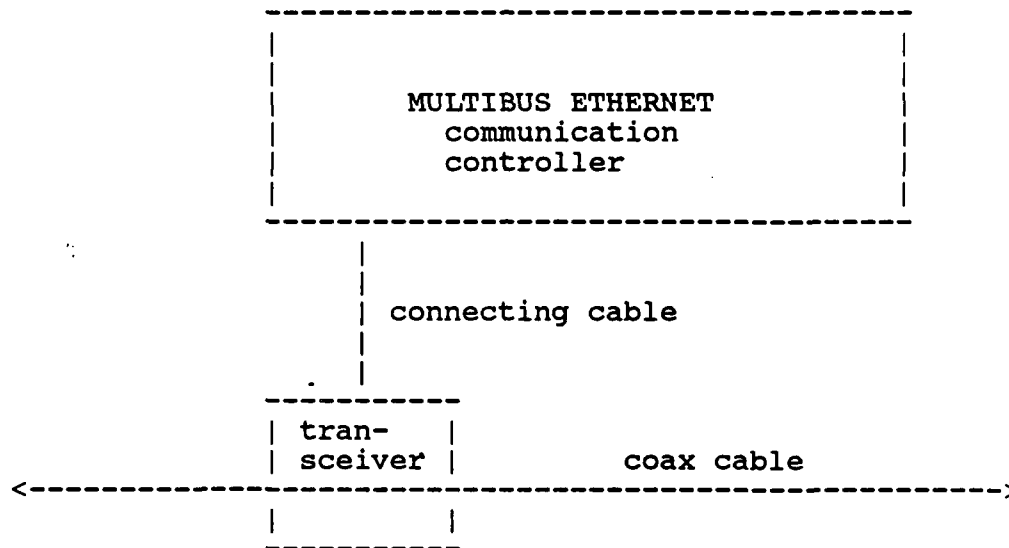 MULTIBUS ETHERNET
communication
controller
connecting cable
tran-
sceiver
coax cable